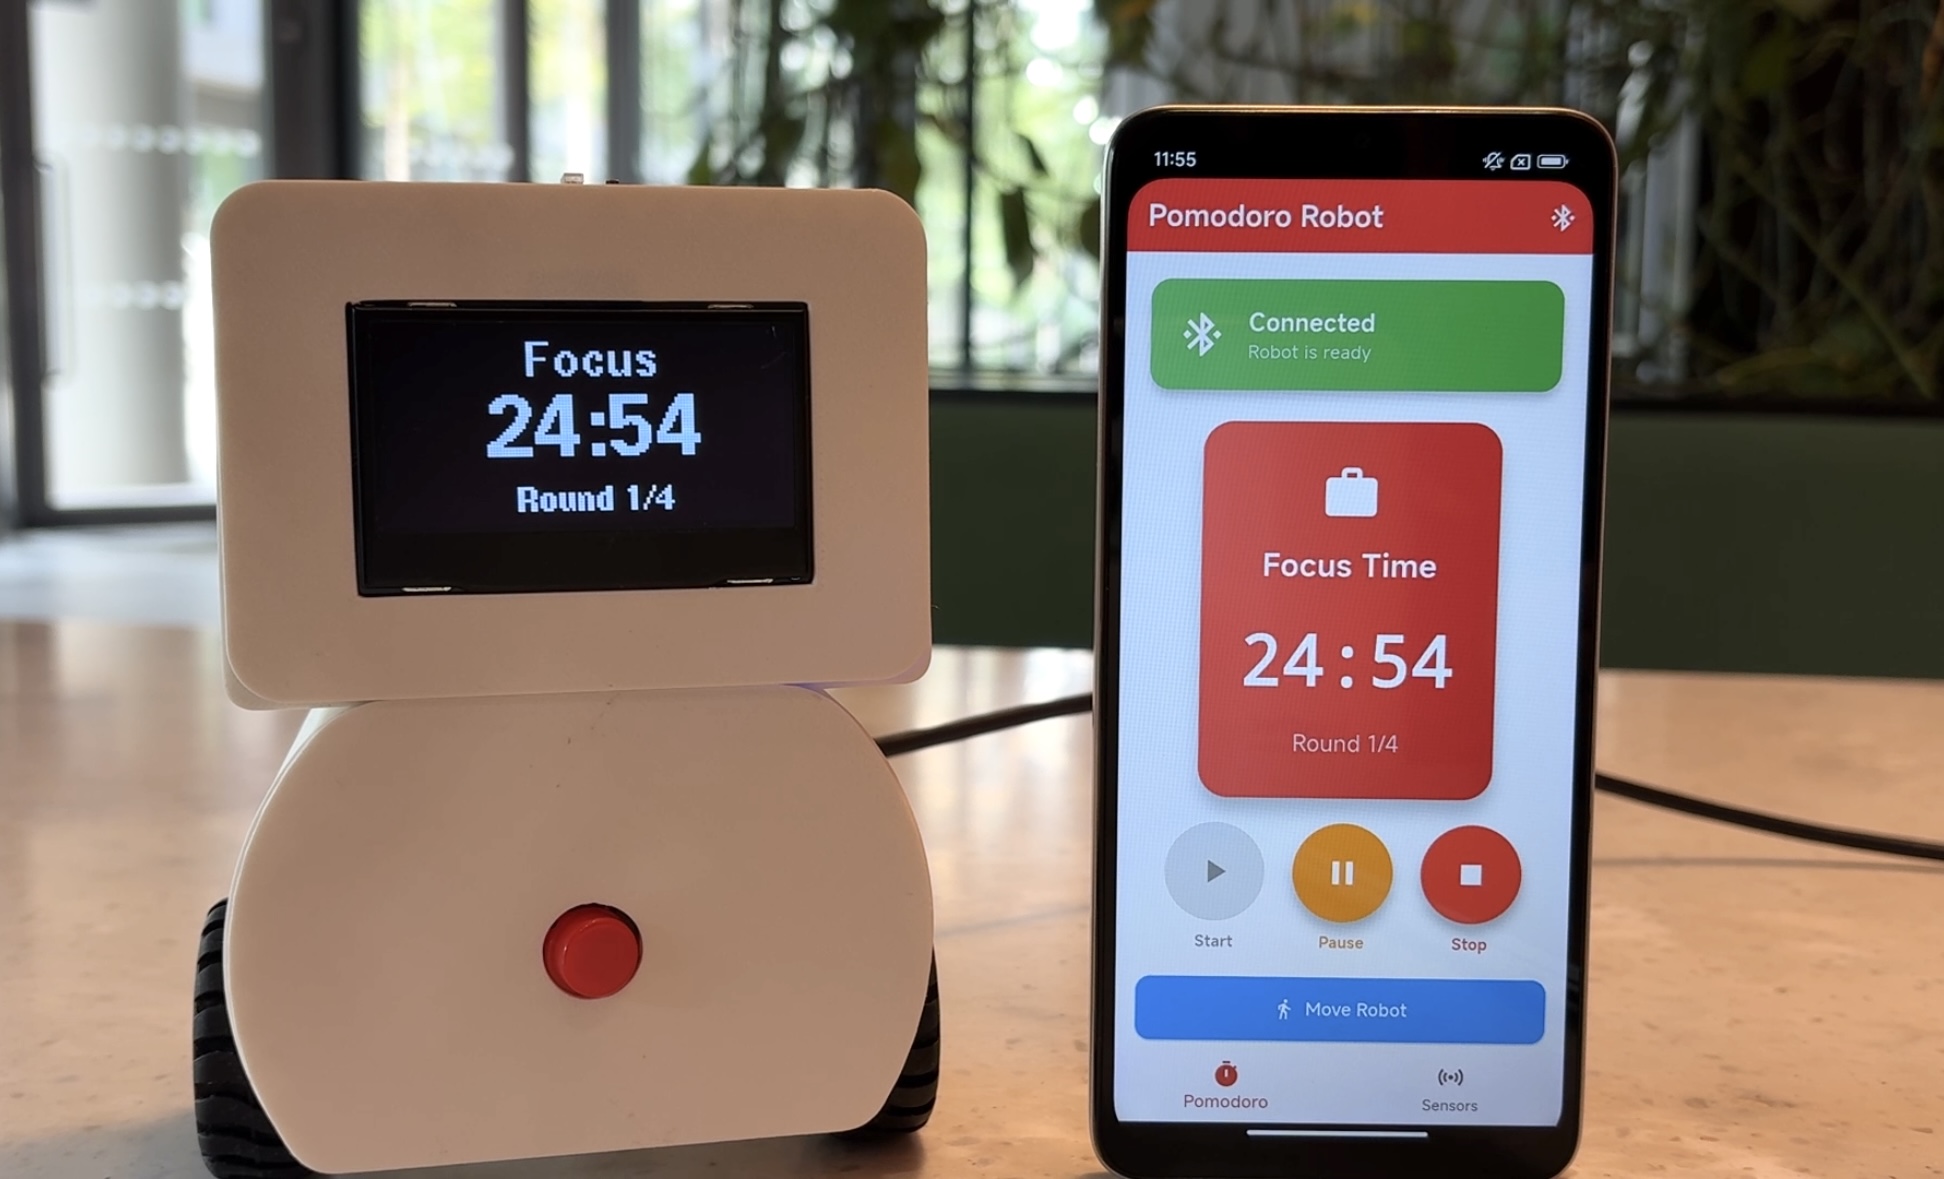 Focus
24:54
Round 1/4
11:55
Pomodoro Robot
Connected
Robot is ready
Focus Time
24:54
Round 1/4
Start
Pause
Stop
Move Robot
Pomodoro
Sensors